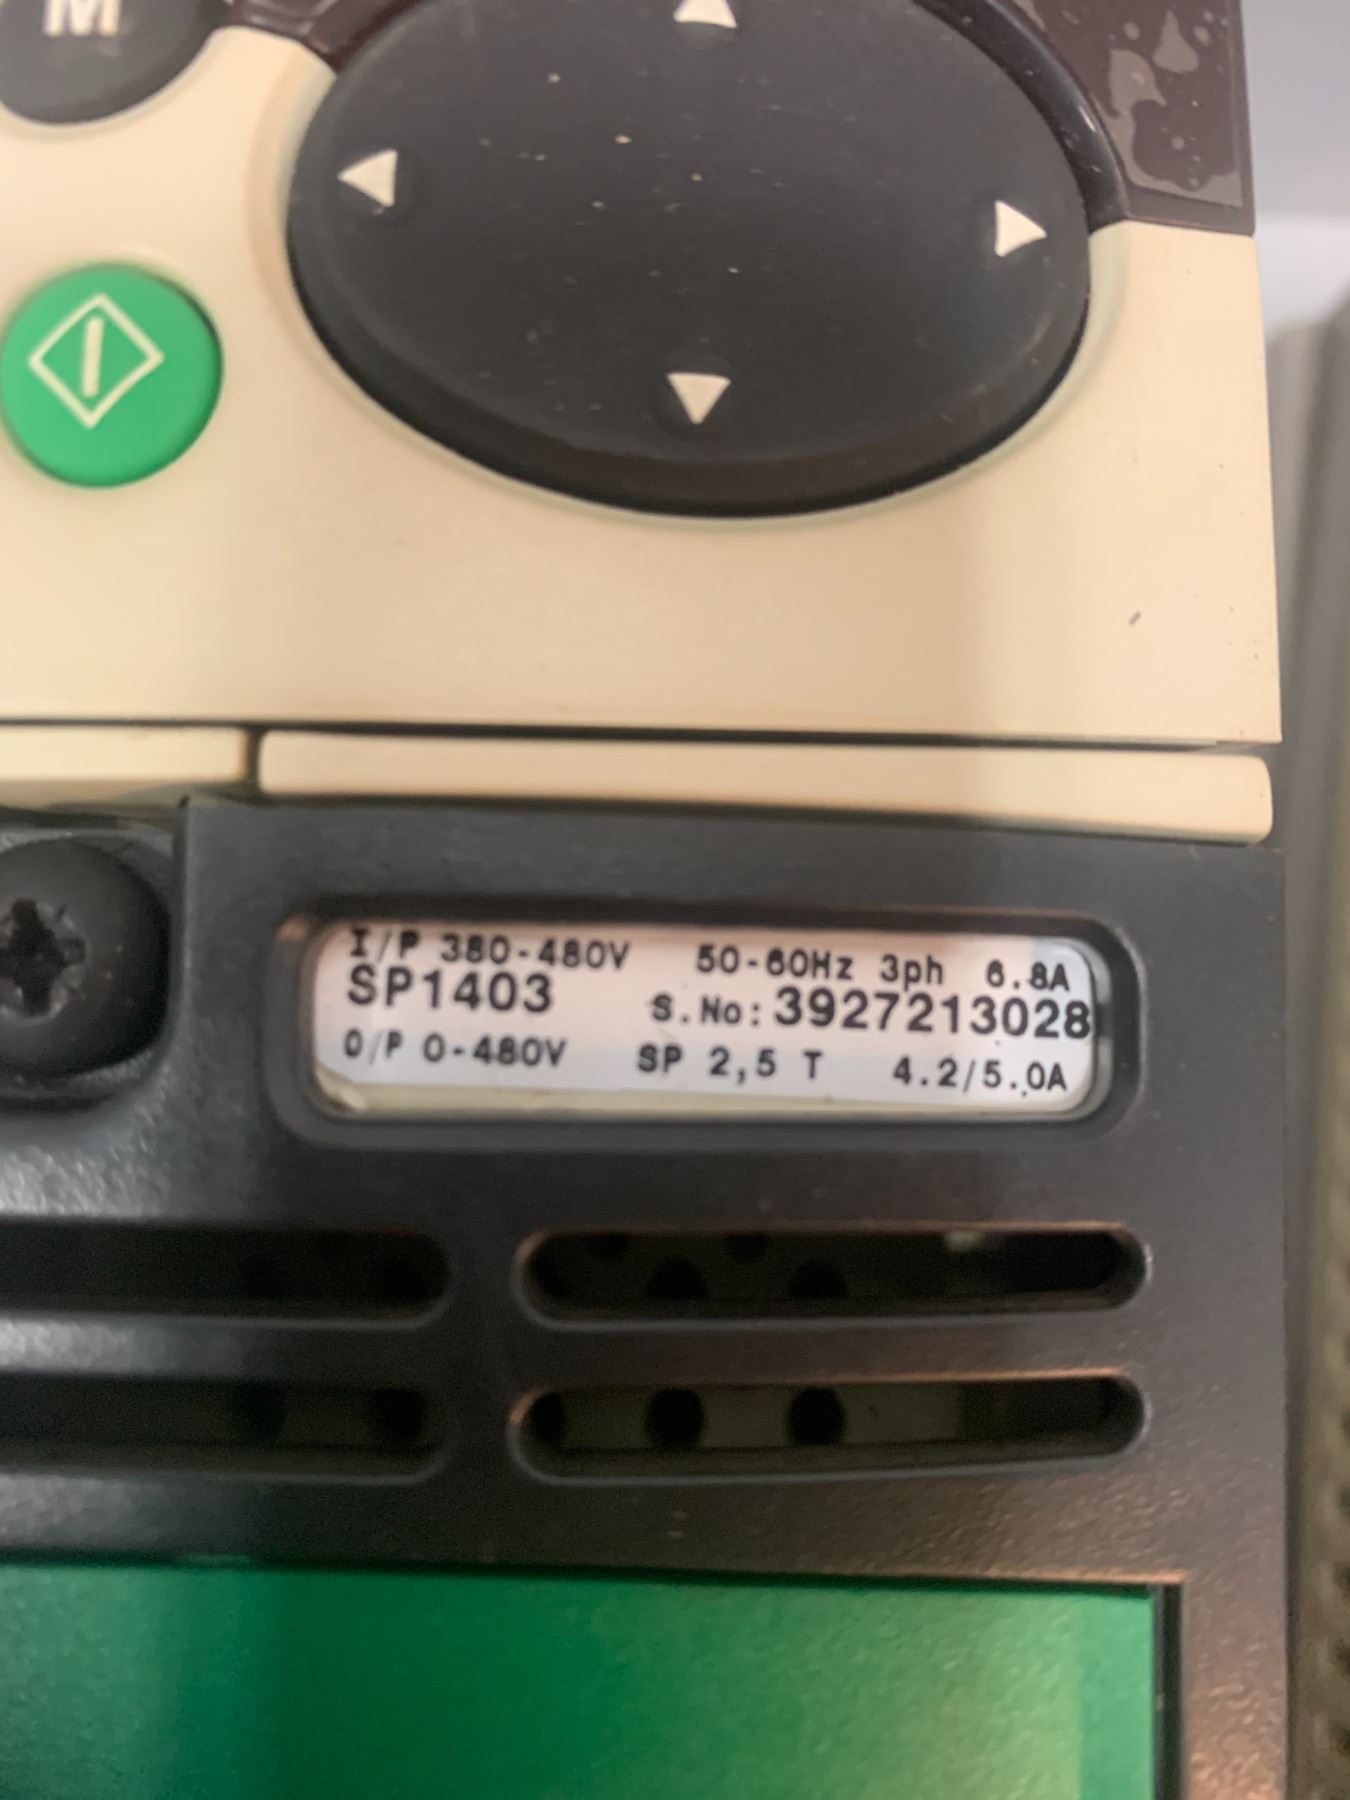 M
I/P 380-480V 50-60Hz 3ph 6.8A
SP1403 S.No: 3927213028
O/P 0-480V SP 2,5 T 4.2/5.0A